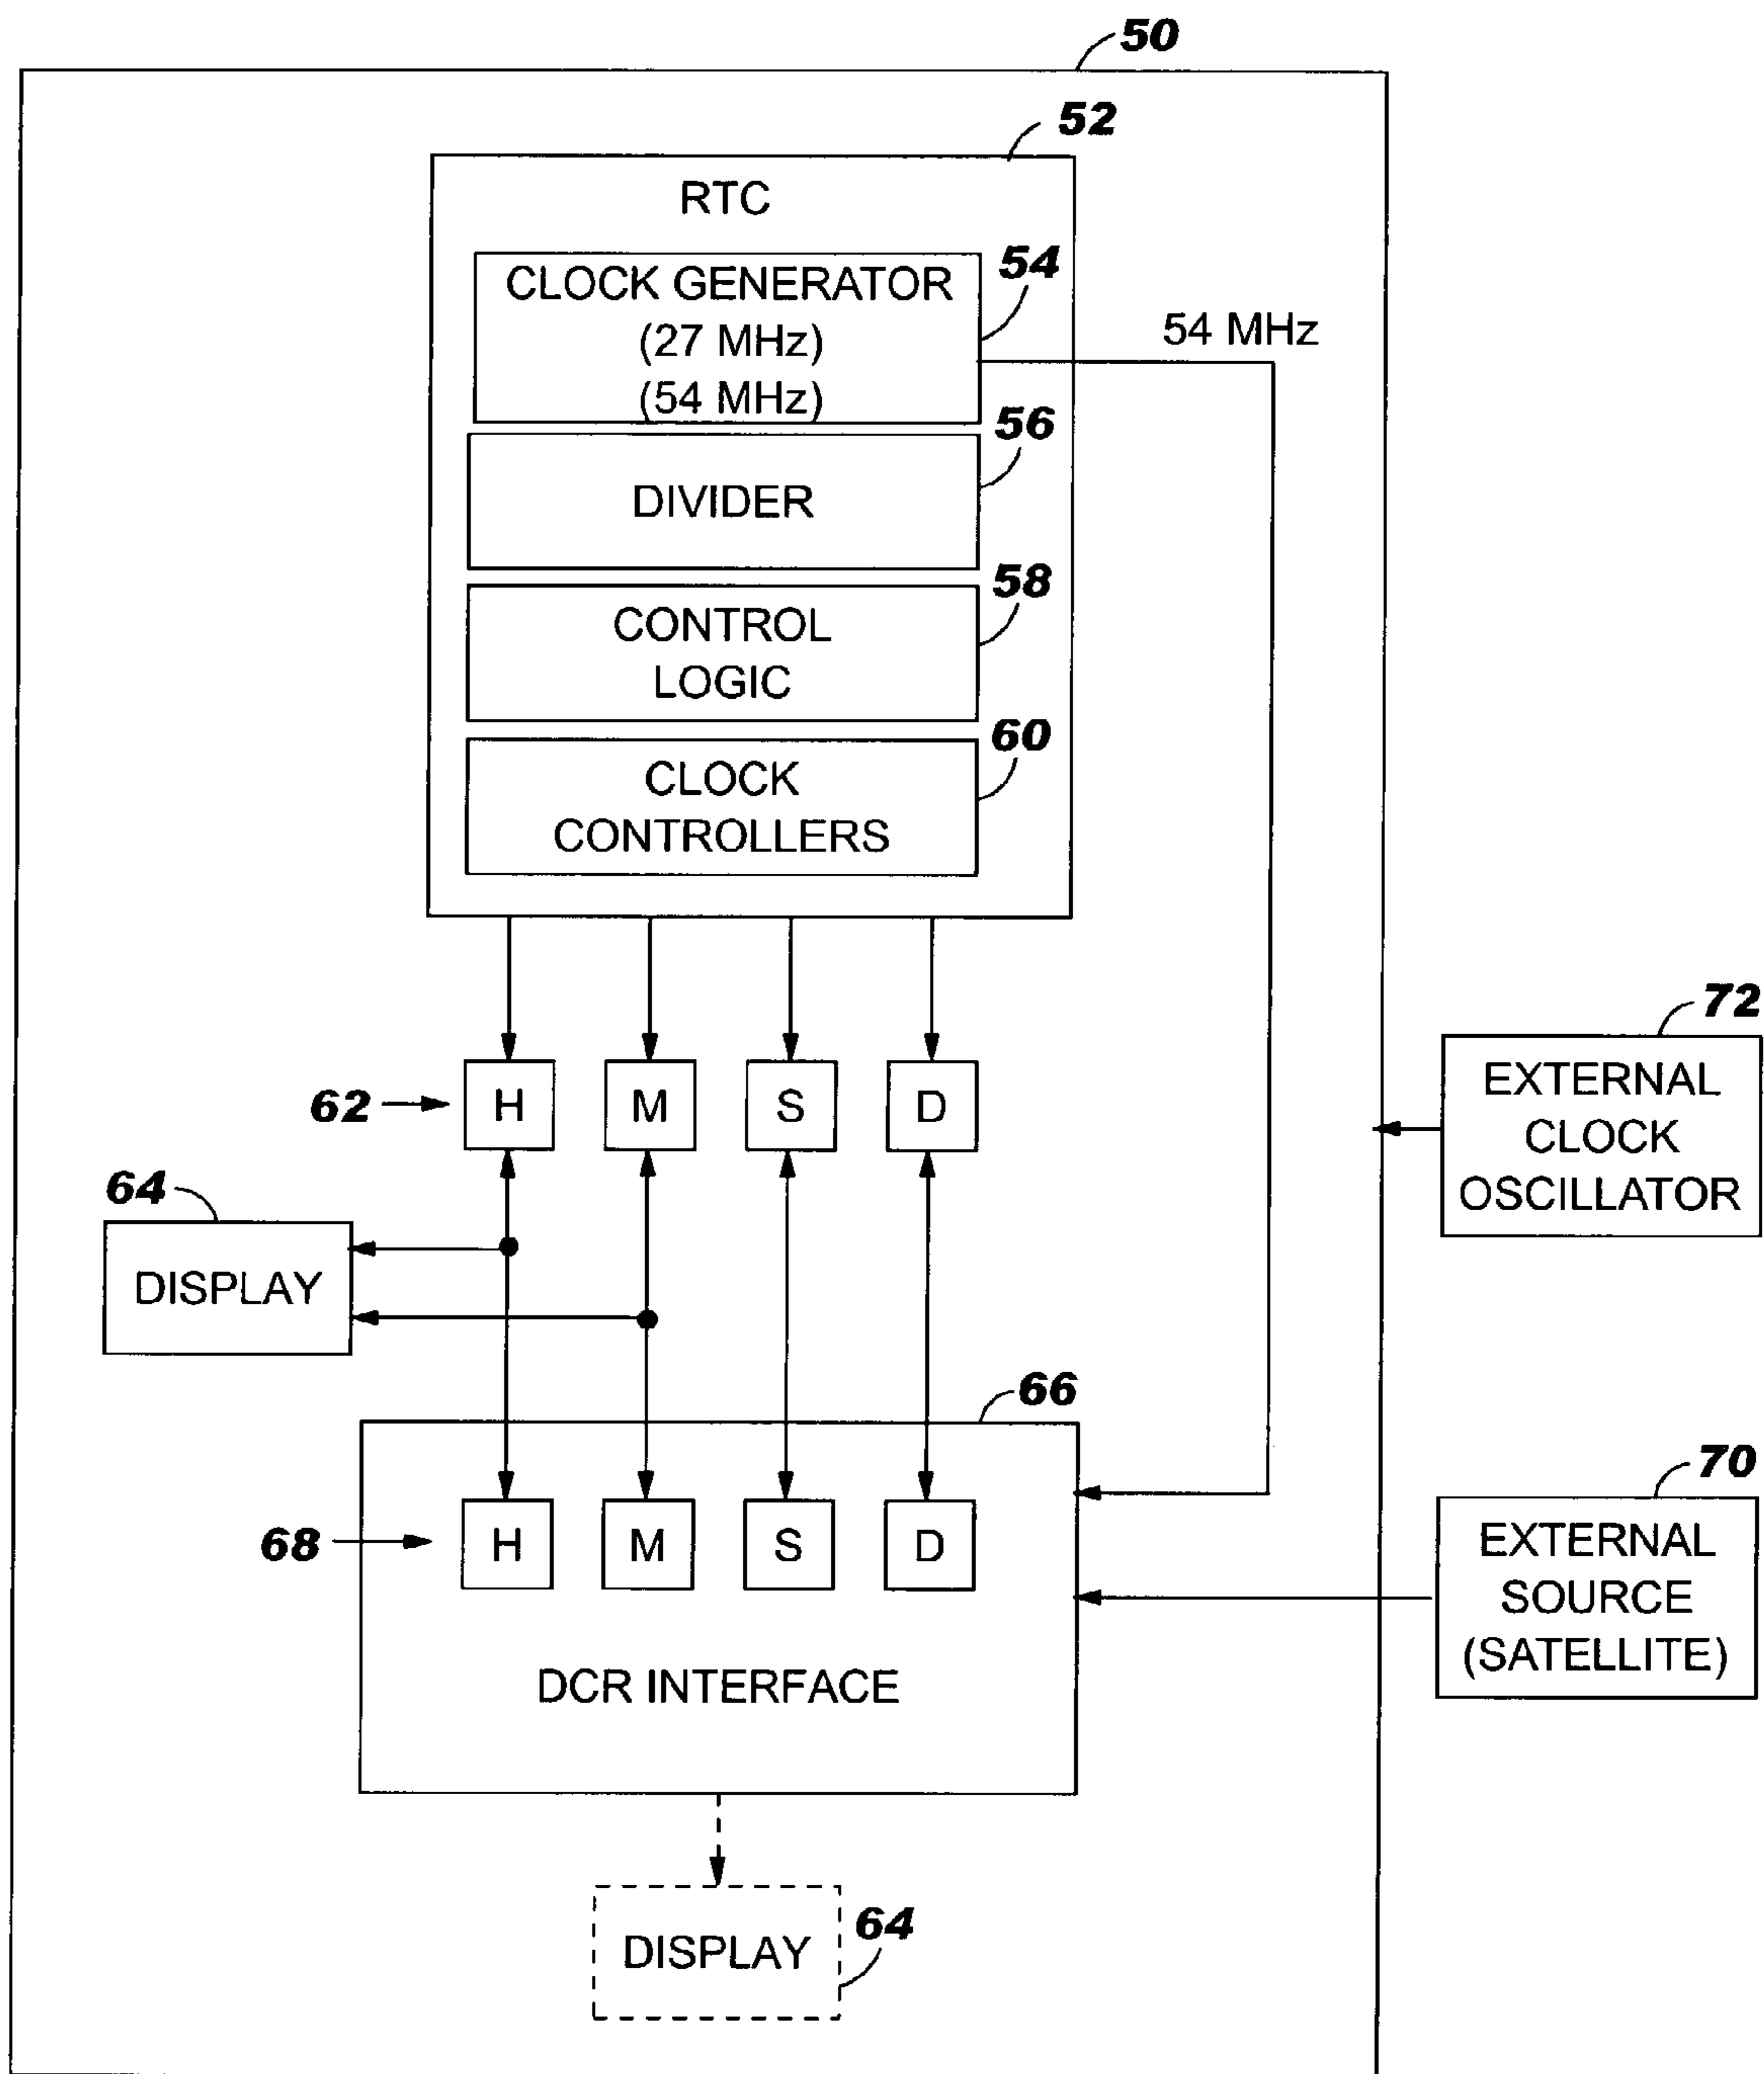 50
52
RTC
54
CLOCK GENERATOR
(27 MHz)
(54 MHz)
54 MHz
56
DIVIDER
58
CONTROL
LOGIC
60
CLOCK
CONTROLLERS
72
EXTERNAL
CLOCK
OSCILLATOR
62
H M S D
64
DISPLAY
66
68
H M S D
DCR INTERFACE
70
EXTERNAL
SOURCE
(SATELLITE)
64
DISPLAY